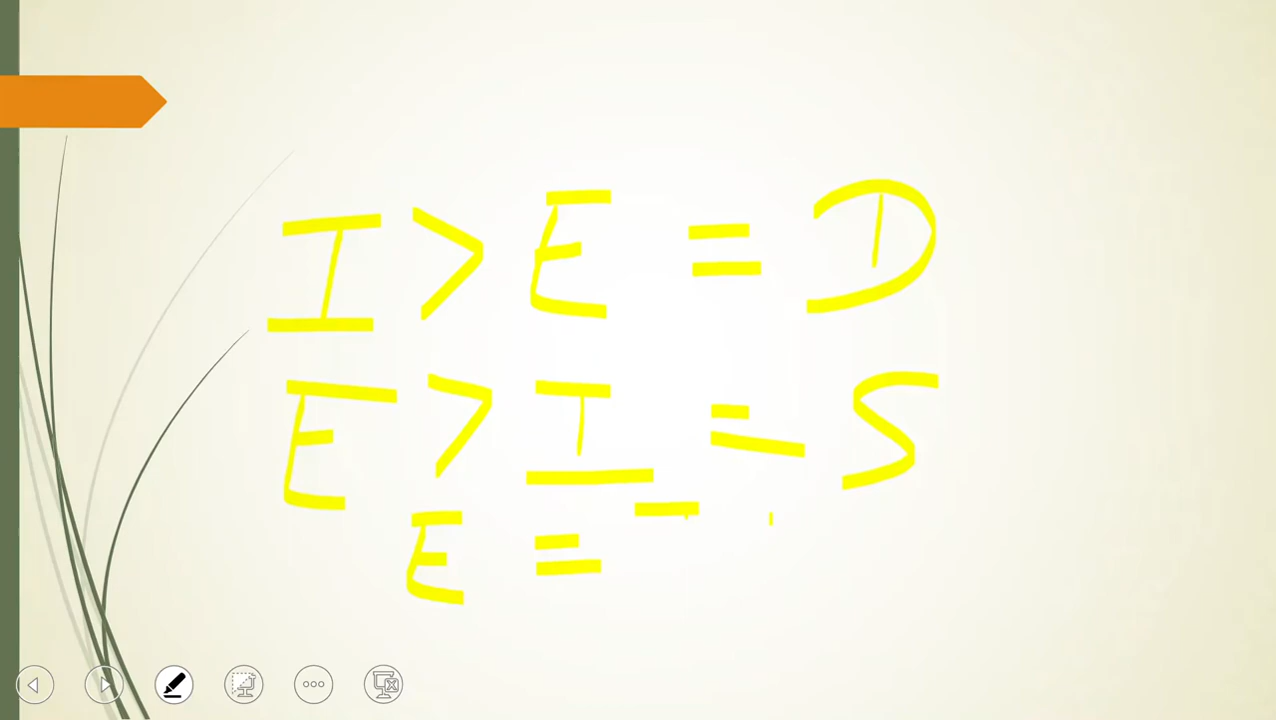 I > E = D
E > I = S
E =